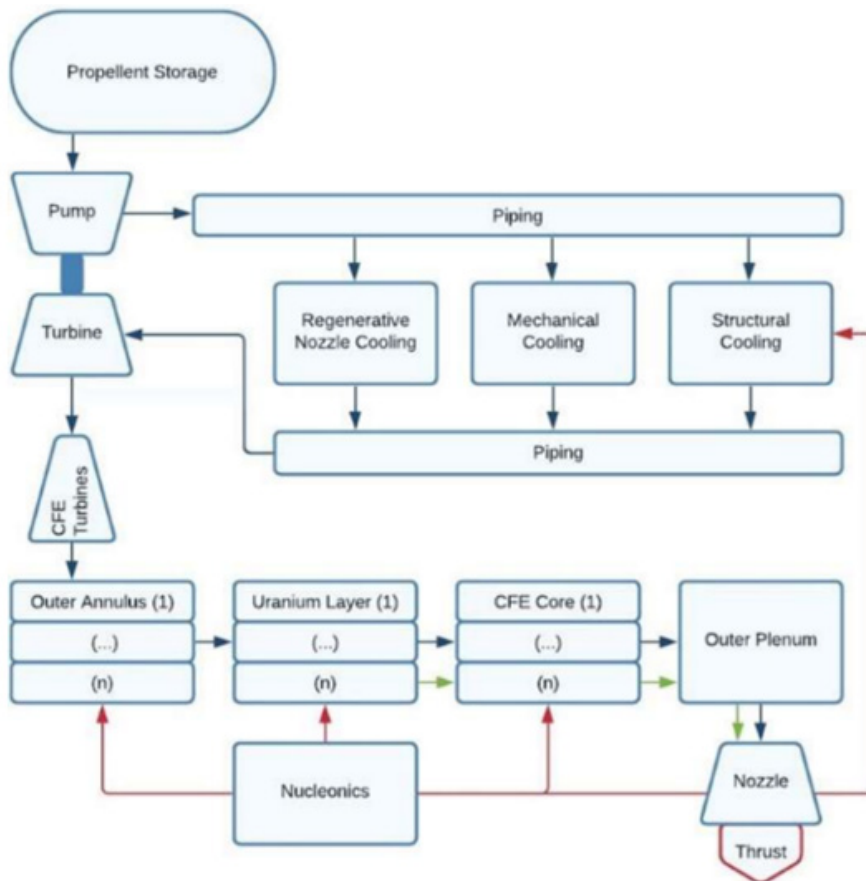 Propellent Storage
Pump
Piping
Turbine
Regenerative
Nozzle Cooling
Mechanical
Cooling
Structural
Cooling
Piping
CFE
Turbines
Outer Annulus (1)
Uranium Layer (1)
CFE Core (1)
Outer Plenum
(...)
(...)
(...)
(n)
(n)
(n)
Nucleonics
Nozzle
Thrust